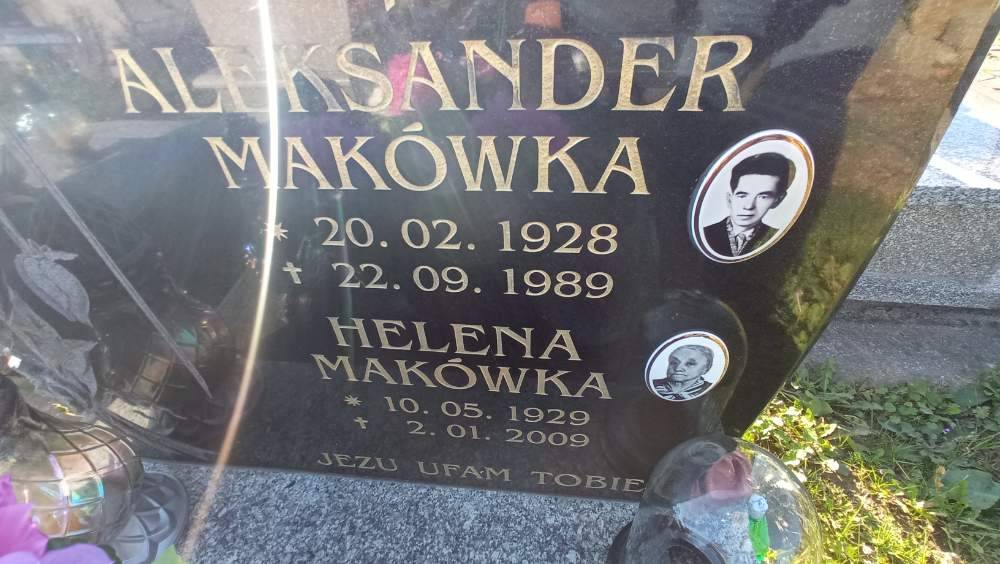 ALEKSANDER
MAKÓWKA
* 20. 02. 1928
† 22. 09. 1989
HELENA
MAKÓWKA
* 10. 05. 1929
† 2. 01. 2009
JEZU UFAM TOBIE